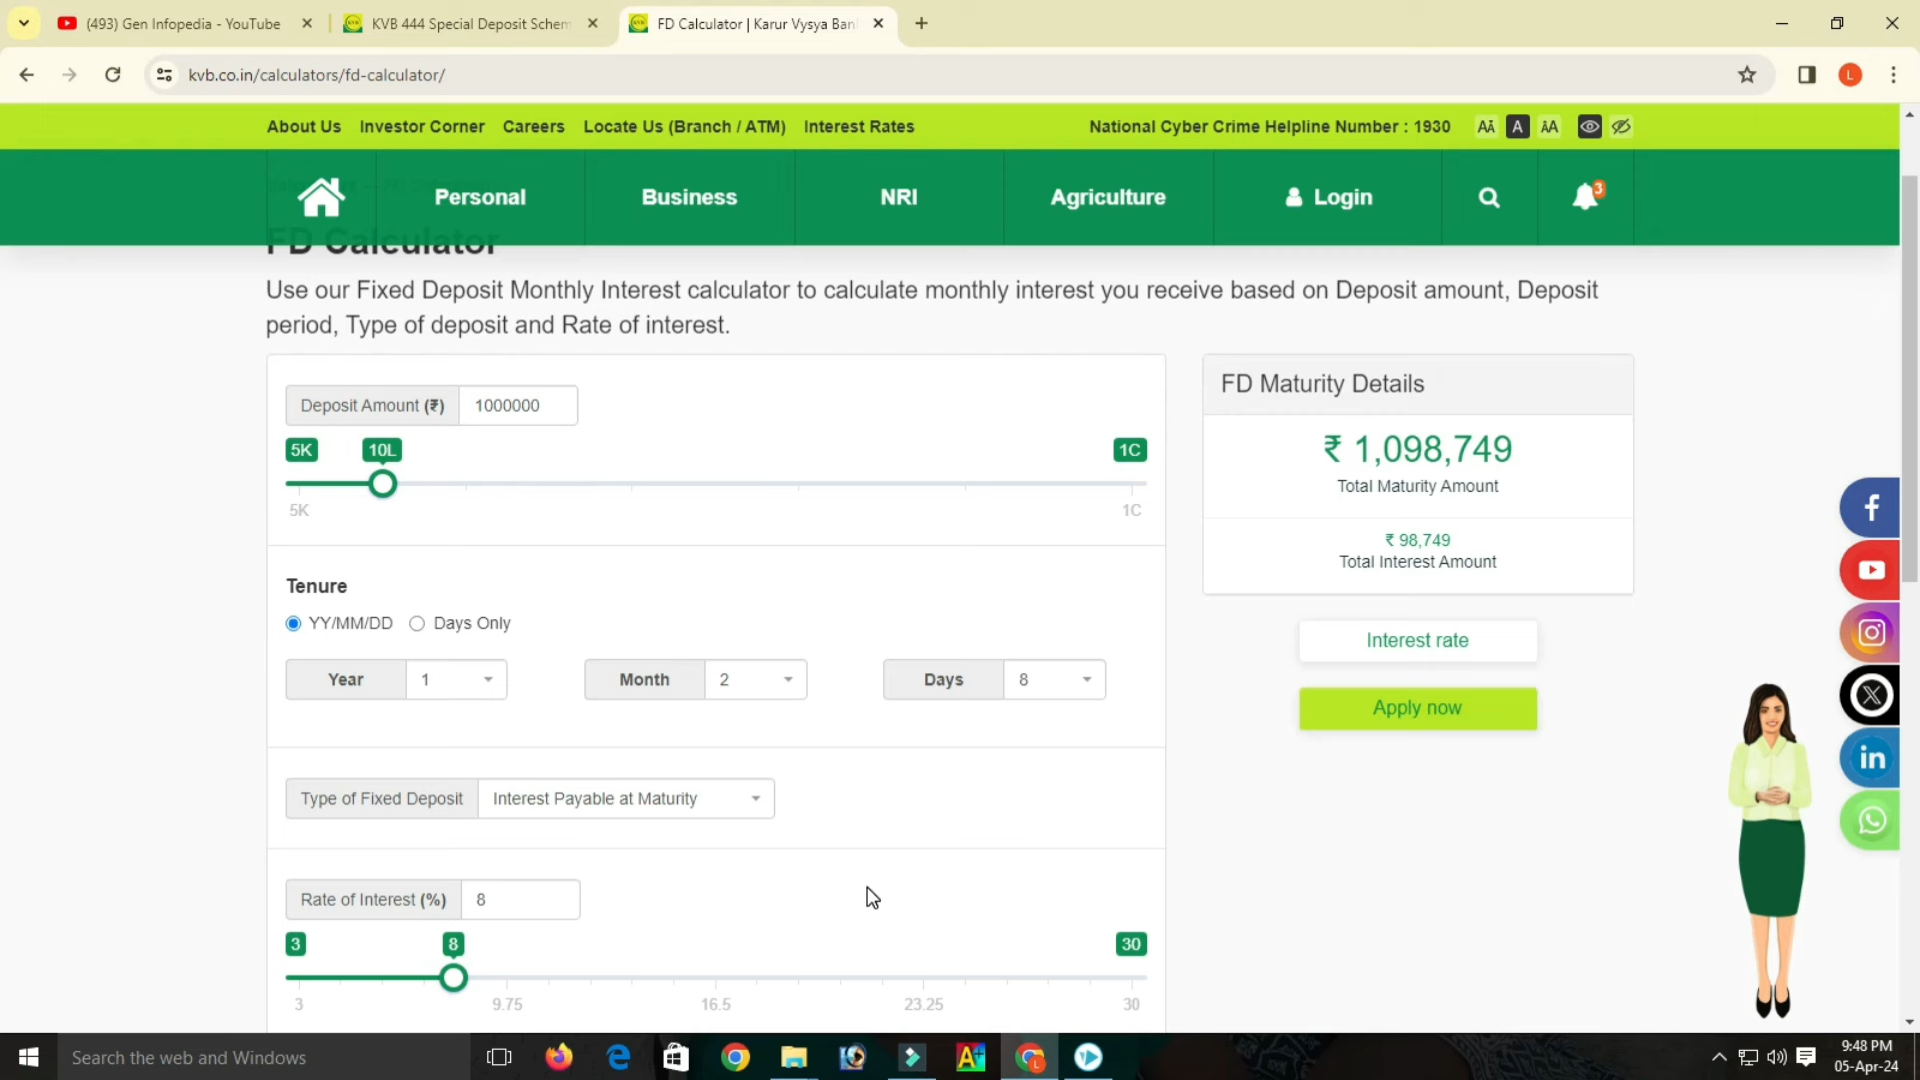 (493) Gen Infopedia - YouTube
KVB 444 Special Deposit Schem
FD Calculator | Karur Vysya Ban
kvb.co.in/calculators/fd-calculator/
L
About Us
Investor Corner
Careers
Locate Us (Branch / ATM)
Interest Rates
National Cyber Crime Helpline Number : 1930
AÄ
A
ÄA
Personal
Business
NRI
Agriculture
Login
3
FD Calculator
Use our Fixed Deposit Monthly Interest calculator to calculate monthly interest you receive based on Deposit amount, Deposit
period, Type of deposit and Rate of interest.
Deposit Amount (₹)
1000000
5K
10L
1C
5K
1C
FD Maturity Details
₹ 1,098,749
Total Maturity Amount
₹ 98,749
Total Interest Amount
Interest rate
Apply now
Tenure
YY/MM/DD
Days Only
Year
1
Month
2
Days
8
Type of Fixed Deposit
Interest Payable at Maturity
Rate of Interest (%)
8
3
8
30
3
9.75
16.5
23.25
30
Search the web and Windows
9:48 PM
05-Apr-24